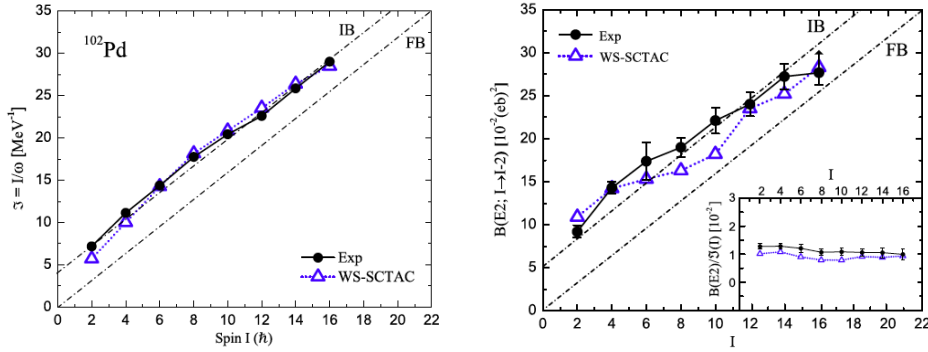 35
30
25
20
15
10
5
0
ℑ = I/ω [MeV⁻¹]
¹⁰²Pd
IB
FB
Exp
WS-SCTAC
0 2 4 6 8 10 12 14 16 18 20 22
Spin I (ℏ)
35
30
25
20
15
10
5
0
B(E2; I→I-2) [10⁻²(eb)²]
Exp
WS-SCTAC
IB
FB
I
2 4 6 8 10 12 14 16
3
2
1
0
B(E2)/ℑ(I) [10⁻²]
0 2 4 6 8 10 12 14 16 18 20 22
I